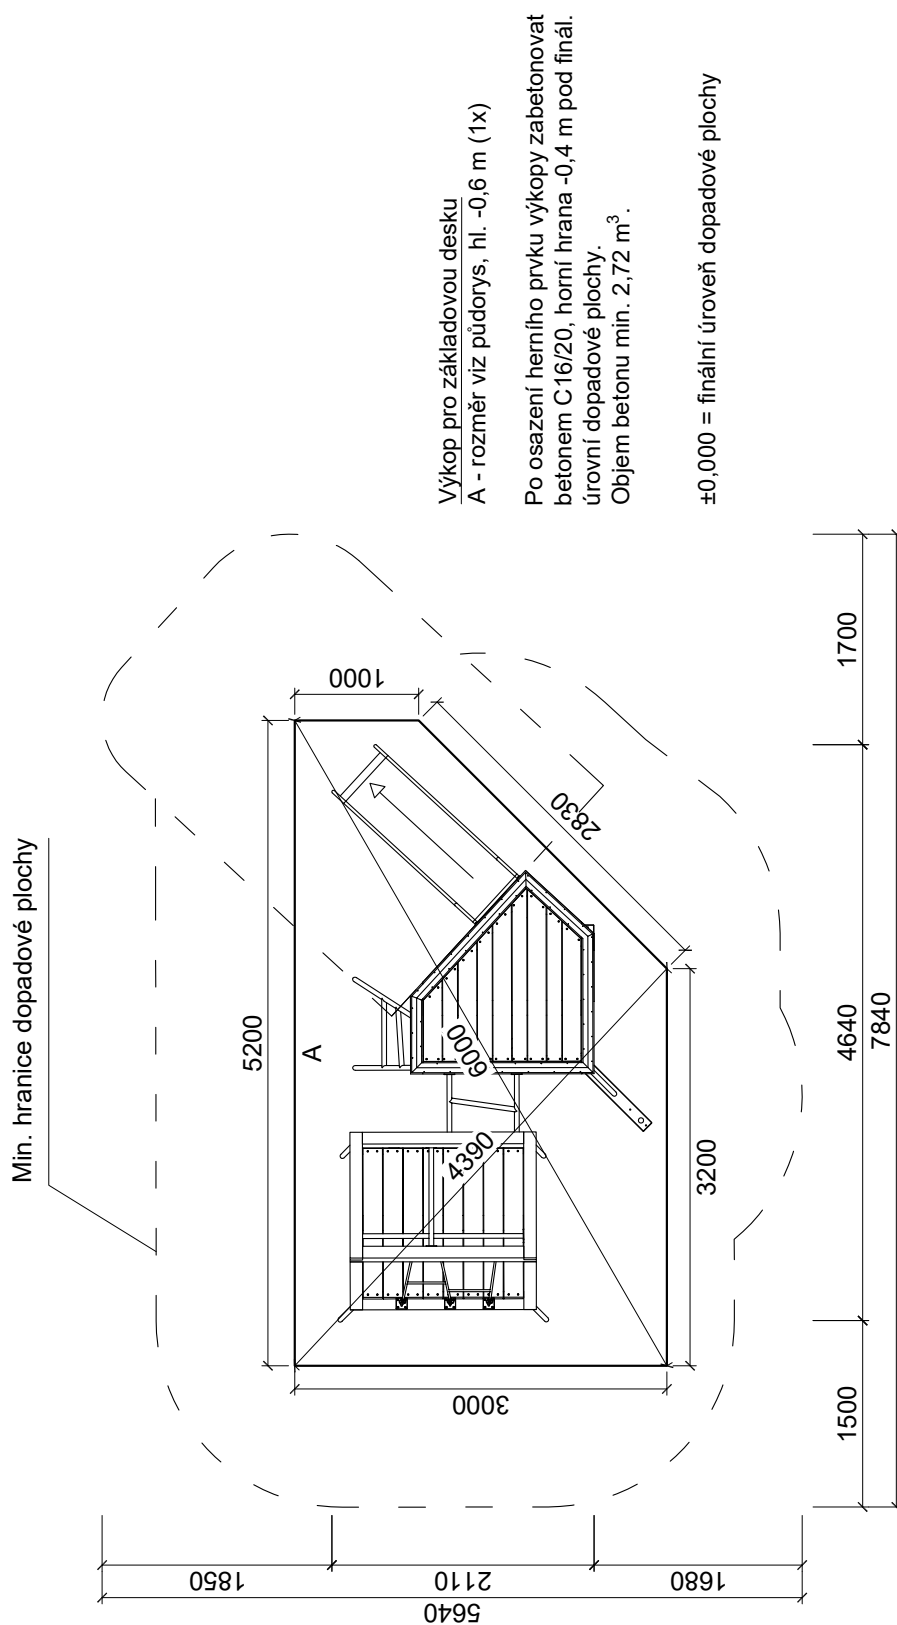 Min. hranice dopadové plochy
5200
A
1000
3000
6000
4390
2830
3200
1500
4640
1700
7840
1850
2110
1680
5640
Výkop pro základovou desku
A - rozměr viz půdorys, hl. -0,6 m (1x)
Po osazení herního prvku výkopy zabetonovat
betonem C16/20, horní hrana -0,4 m pod finál.
úrovní dopadové plochy.
Objem betonu min. 2,72 m³.
±0,000 = finální úroveň dopadové plochy